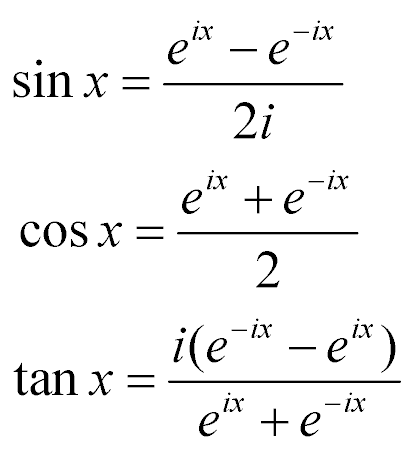 sin x = (e^{ix} − e^{−ix}) / 2i
cos x = (e^{ix} + e^{−ix}) / 2
tan x = i(e^{−ix} − e^{ix}) / (e^{ix} + e^{−ix})